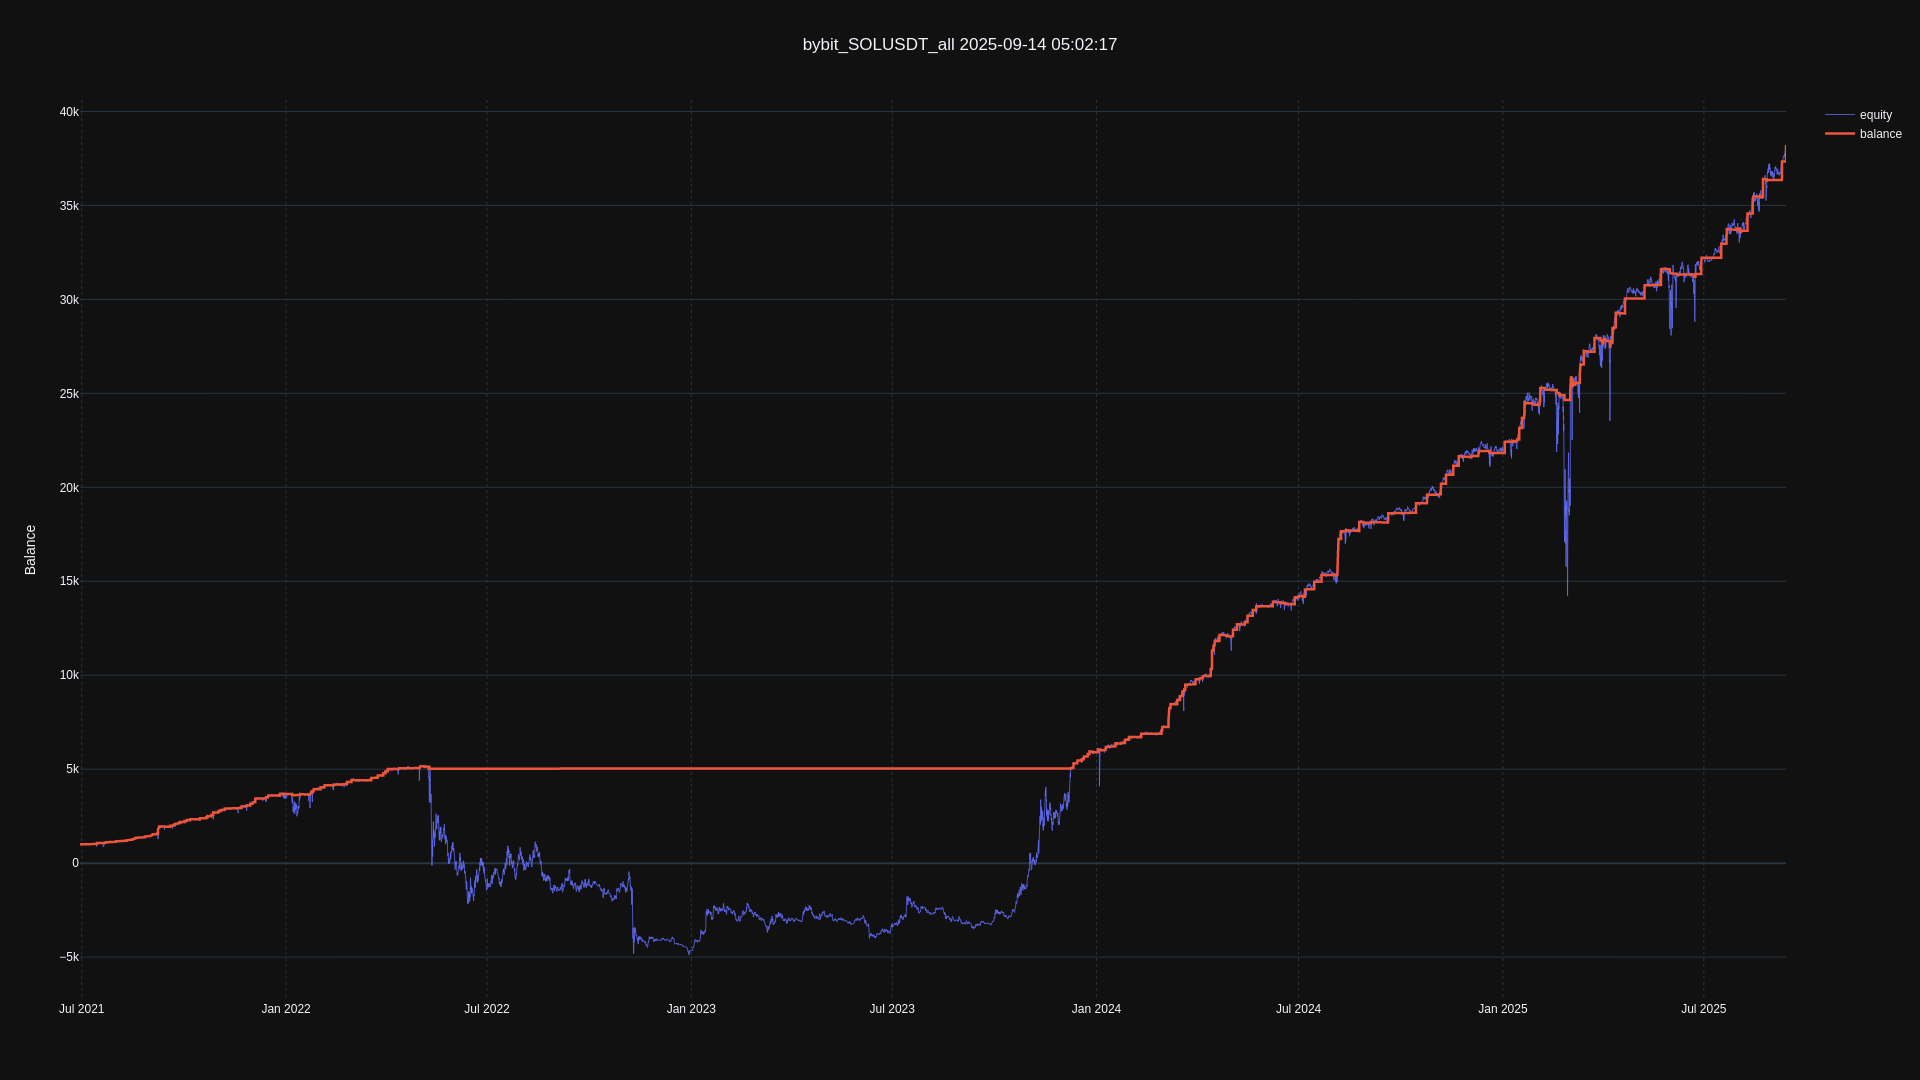 bybit_SOLUSDT_all 2025-09-14 05:02:17
equity
balance
40k
35k
30k
25k
20k
15k
10k
5k
0
−5k
Balance
Jul 2021
Jan 2022
Jul 2022
Jan 2023
Jul 2023
Jan 2024
Jul 2024
Jan 2025
Jul 2025